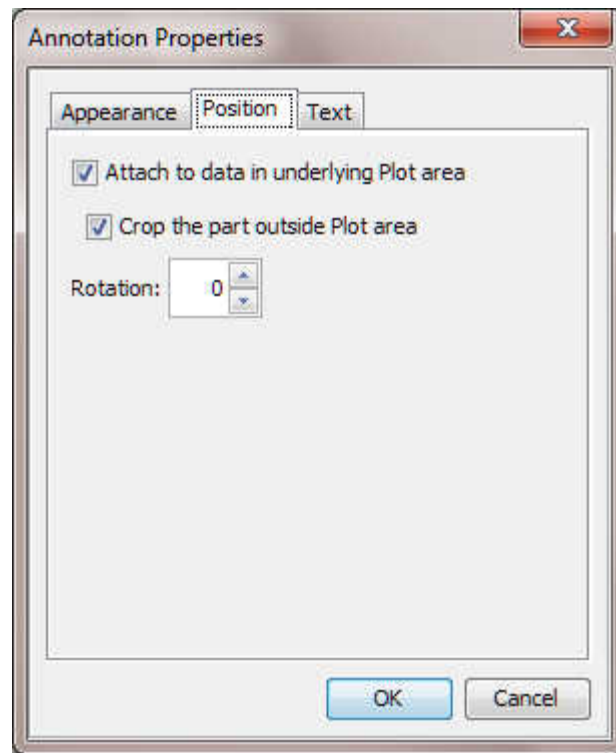 Annotation Properties
Appearance Position Text
Attach to data in underlying Plot area
Crop the part outside Plot area
Rotation: 0
OK Cancel